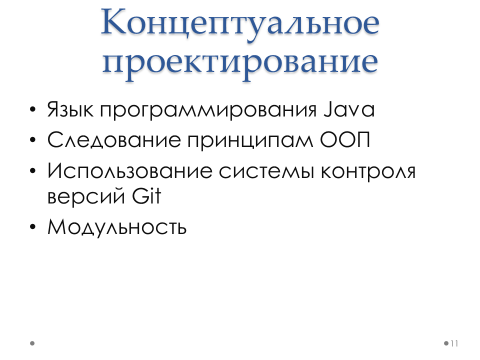 Концептуальное
проектирование
• Язык программирования Java
• Следование принципам ООП
• Использование системы контроля
версий Git
• Модульность
11